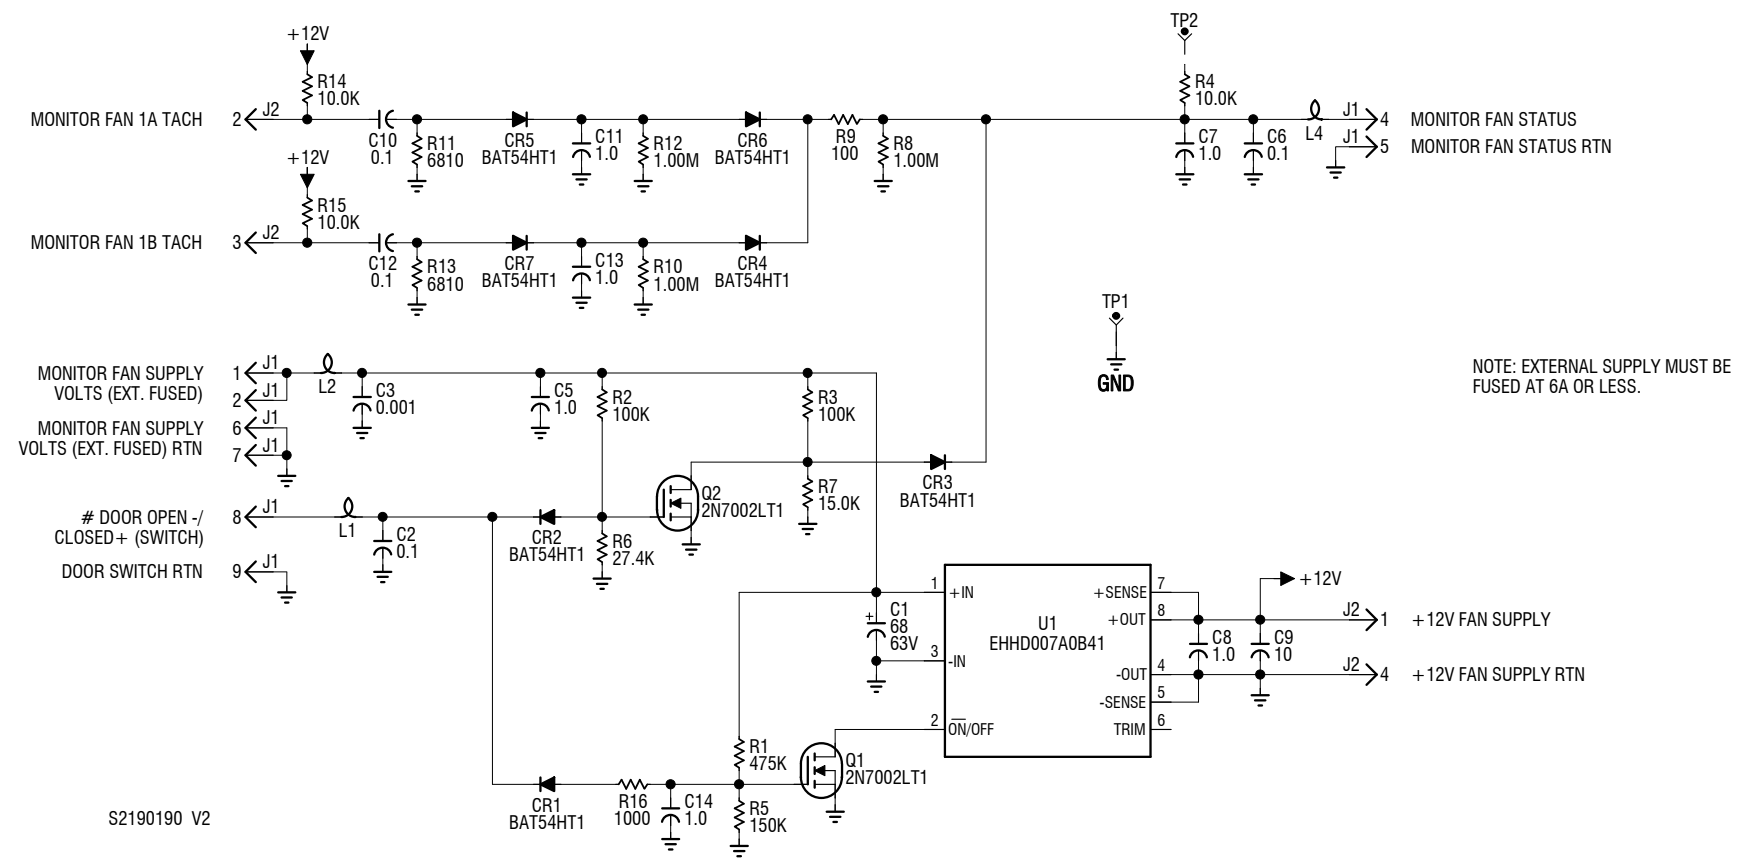 +12V
TP2
R14
10.0K
R4
10.0K
MONITOR FAN 1A TACH 2 J2
C10
0.1
R11
6810
CR5
BAT54HT1
C11
1.0
R12
1.00M
CR6
BAT54HT1
R9
100
R8
1.00M
C7
1.0
C6
0.1
L4
J1 4 MONITOR FAN STATUS
J1 5 MONITOR FAN STATUS RTN
+12V
R15
10.0K
MONITOR FAN 1B TACH 3 J2
C12
0.1
R13
6810
CR7
BAT54HT1
C13
1.0
R10
1.00M
CR4
BAT54HT1
TP1
GND
NOTE: EXTERNAL SUPPLY MUST BE
FUSED AT 6A OR LESS.
MONITOR FAN SUPPLY
VOLTS (EXT. FUSED)
1 J1
2 J1
L2
C3
0.001
C5
1.0
R2
100K
R3
100K
MONITOR FAN SUPPLY
VOLTS (EXT. FUSED) RTN
6 J1
7 J1
Q2
2N7002LT1
R7
15.0K
CR3
BAT54HT1
# DOOR OPEN -/
CLOSED+ (SWITCH)
8 J1
L1
C2
0.1
CR2
BAT54HT1
R6
27.4K
DOOR SWITCH RTN 9 J1
+
C1
68
63V
1 +IN
3 -IN
2 ON/OFF
U1
EHHD007A0B41
+SENSE 7
+OUT 8
-OUT 4
-SENSE 5
TRIM 6
+12V
C8
1.0
C9
10
J2 1 +12V FAN SUPPLY
J2 4 +12V FAN SUPPLY RTN
R1
475K
Q1
2N7002LT1
CR1
BAT54HT1
R16
1000
C14
1.0
R5
150K
S2190190 V2